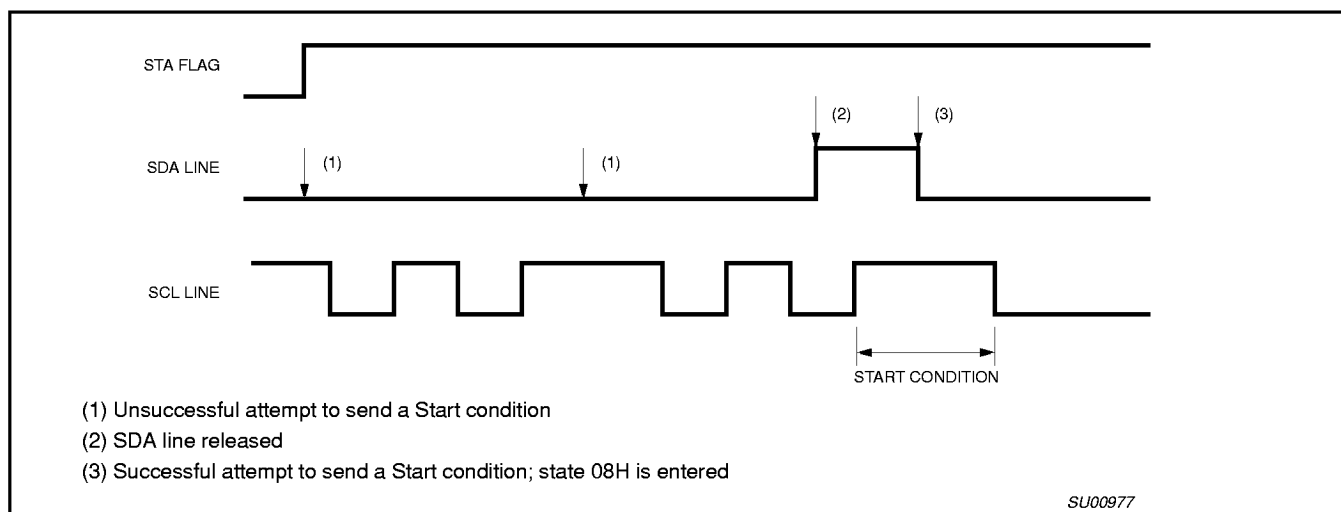 STA FLAG
(2)
(3)
SDA LINE
(1)
(1)
SCL LINE
START CONDITION
(1) Unsuccessful attempt to send a Start condition
(2) SDA line released
(3) Successful attempt to send a Start condition; state 08H is entered
SU00977